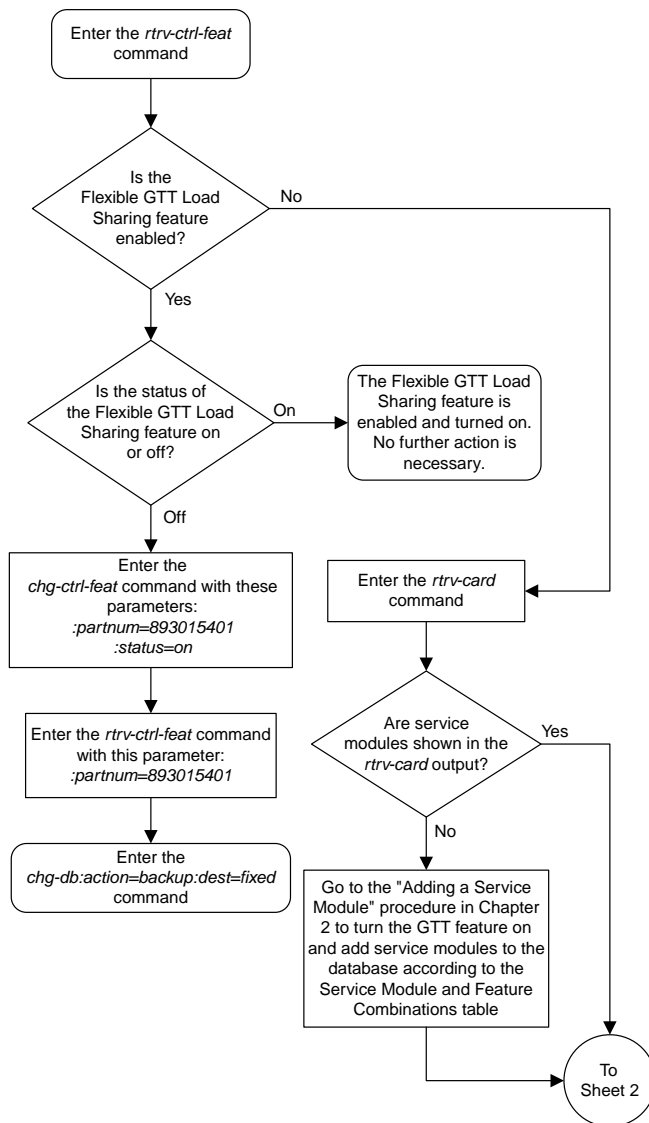 Enter the rtrv-ctrl-feat
command
Is the
Flexible GTT Load
Sharing feature
enabled?
No
Yes
Is the status of
the Flexible GTT Load
Sharing feature on
or off?
On
The Flexible GTT Load
Sharing feature is
enabled and turned on.
No further action is
necessary.
Off
Enter the
chg-ctrl-feat command with these
parameters:
:partnum=893015401
:status=on
Enter the rtrv-card
command
Enter the rtrv-ctrl-feat command
with this parameter:
:partnum=893015401
Are service
modules shown in the
rtrv-card output?
Yes
No
Enter the
chg-db:action=backup:dest=fixed
command
Go to the "Adding a Service
Module" procedure in Chapter
2 to turn the GTT feature on
and add service modules to the
database according to the
Service Module and Feature
Combinations table
To
Sheet 2